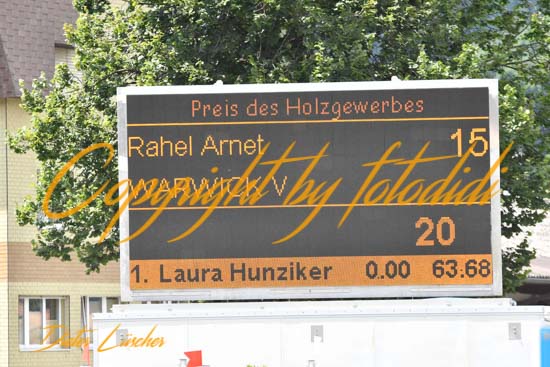 Preis des Holzgewerbes
Rahel Arnet 15
WARWICK V
Copyright by fotodidi
20
1. Laura Hunziker 0.00 63.68
Didier Lüscher